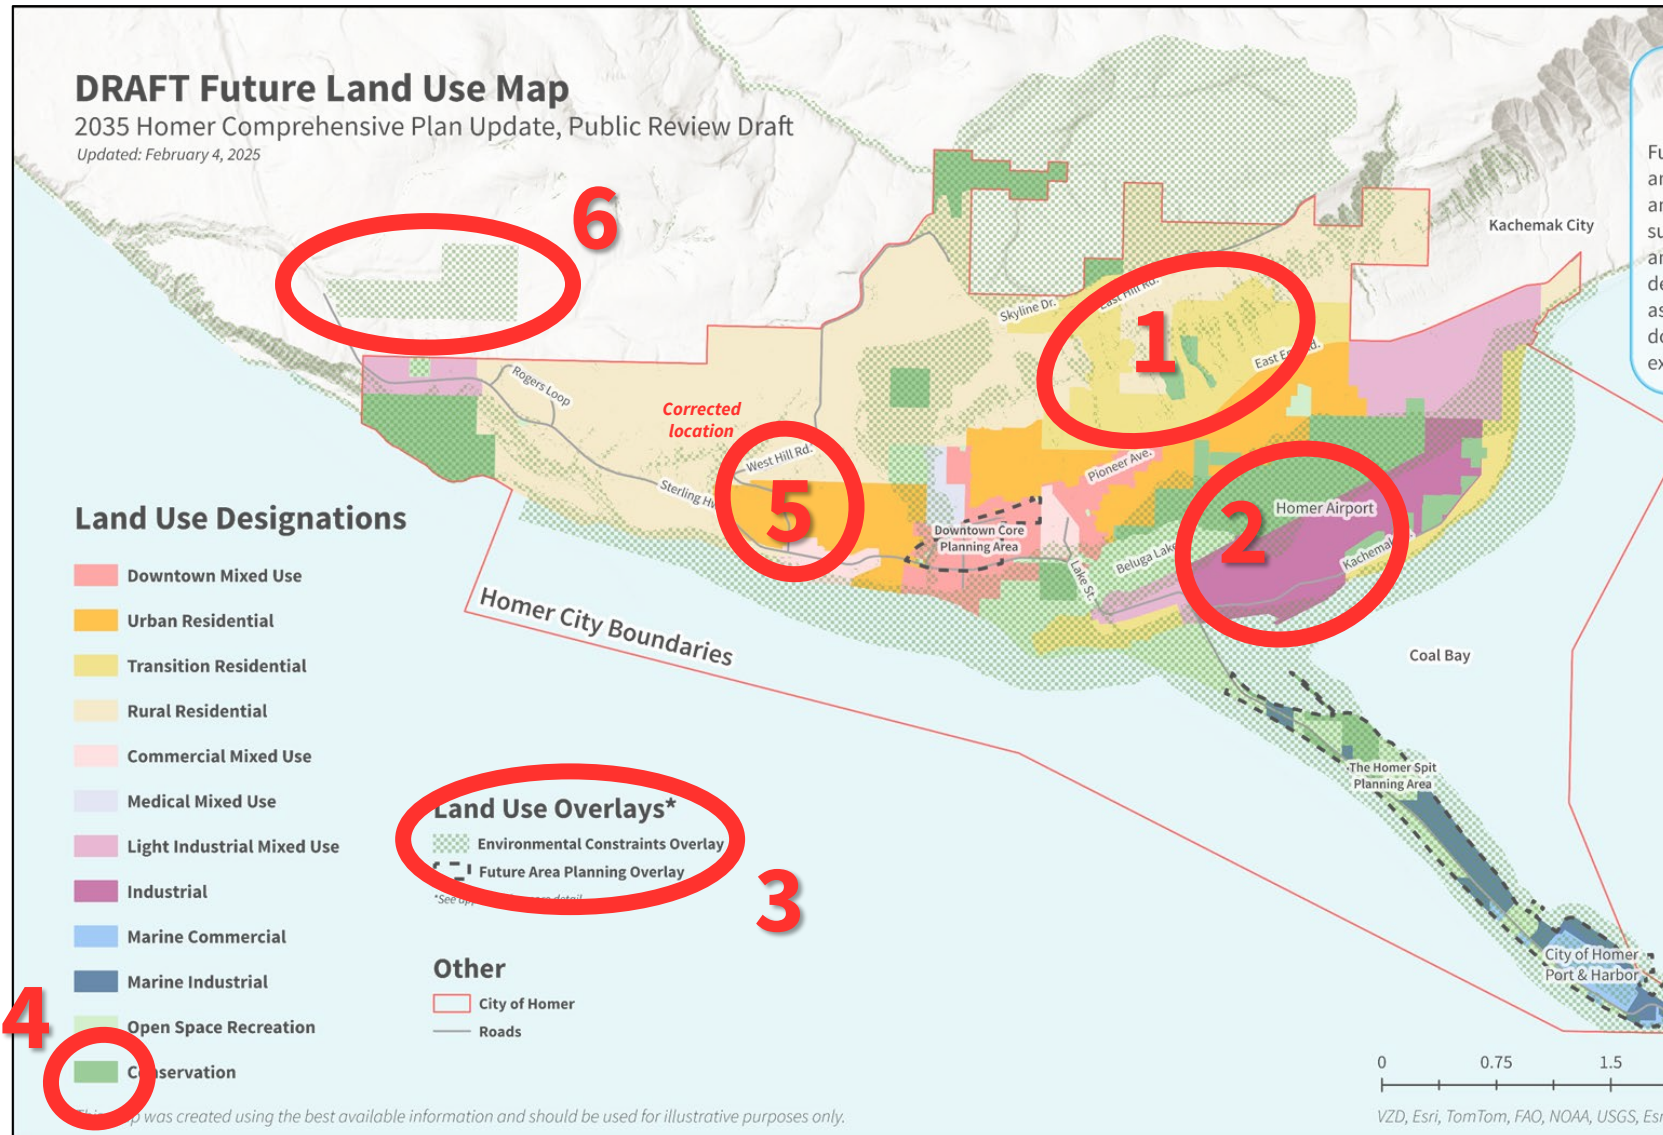 DRAFT Future Land Use Map
2035 Homer Comprehensive Plan Update, Public Review Draft
Updated: February 4, 2025
6
Kachemak City
Skyline Dr.
East Hill Rd.
1
East End Rd.
Rogers Loop
Corrected
location
West Hill Rd.
Sterling Hw
5
Pioneer Ave.
2
Homer Airport
Downtown Core
Planning Area
Beluga Lake
Kachemak
Lake St.
Homer City Boundaries
Coal Bay
The Homer Spit
Planning Area
City of Homer
Port & Harbor
Land Use Designations
Downtown Mixed Use
Urban Residential
Transition Residential
Rural Residential
Commercial Mixed Use
Medical Mixed Use
Light Industrial Mixed Use
Industrial
Marine Commercial
Marine Industrial
Open Space Recreation
Conservation
4
Land Use Overlays*
Environmental Constraints Overlay
Future Area Planning Overlay
*See
3
Other
City of Homer
Roads
0 0.75 1.5
This map was created using the best available information and should be used for illustrative purposes only.
VZD, Esri, TomTom, FAO, NOAA, USGS, Esr